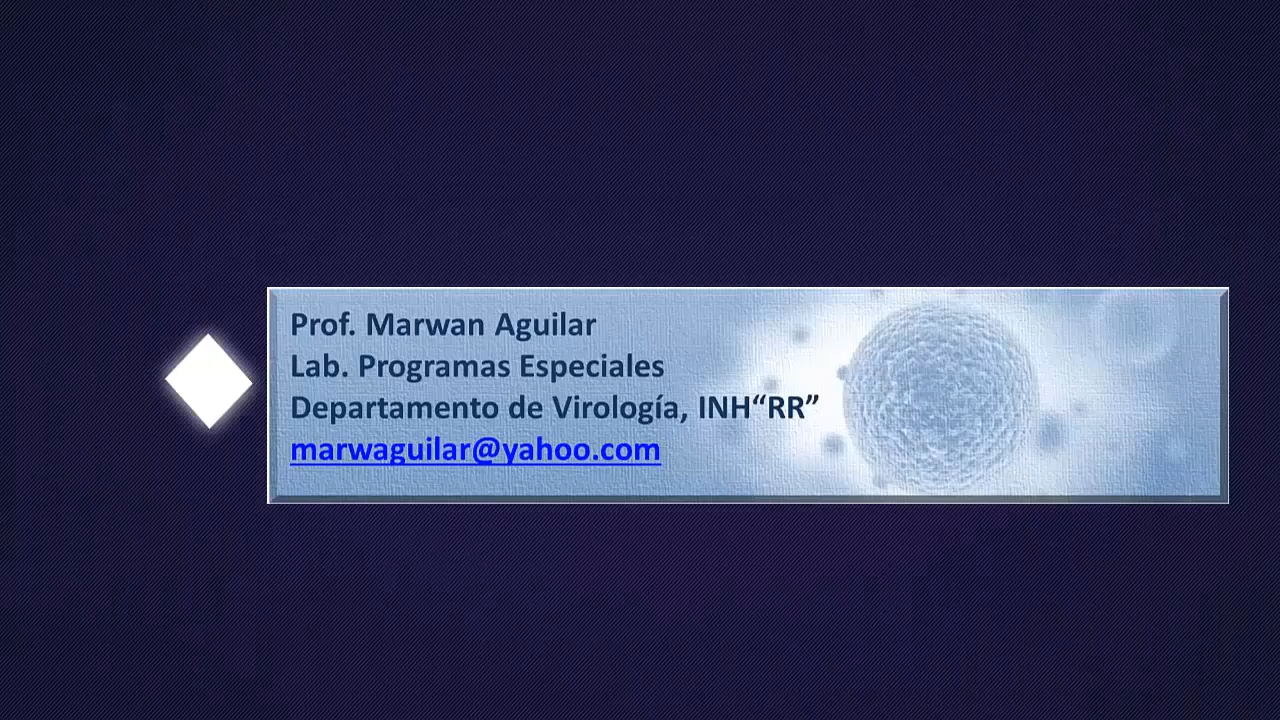 Prof. Marwan Aguilar
Lab. Programas Especiales
Departamento de Virología, INH“RR”
marwaguilar@yahoo.com